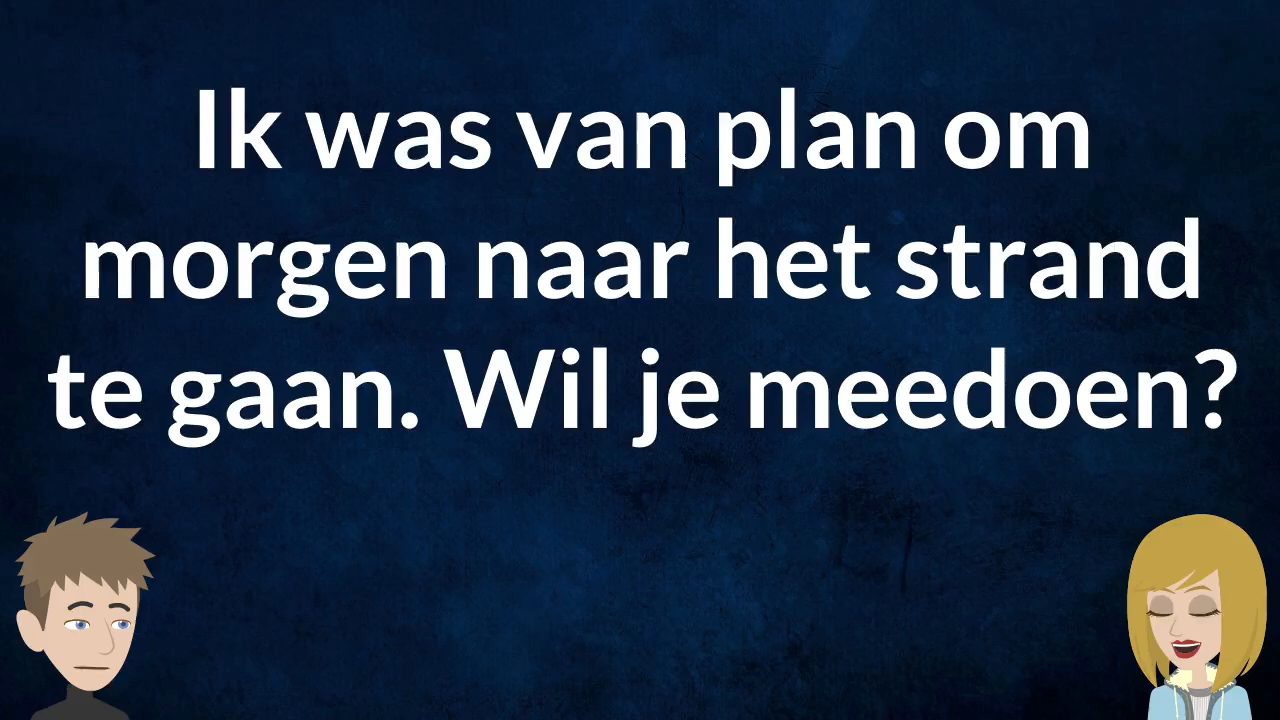 Ik was van plan om
morgen naar het strand
te gaan. Wil je meedoen?